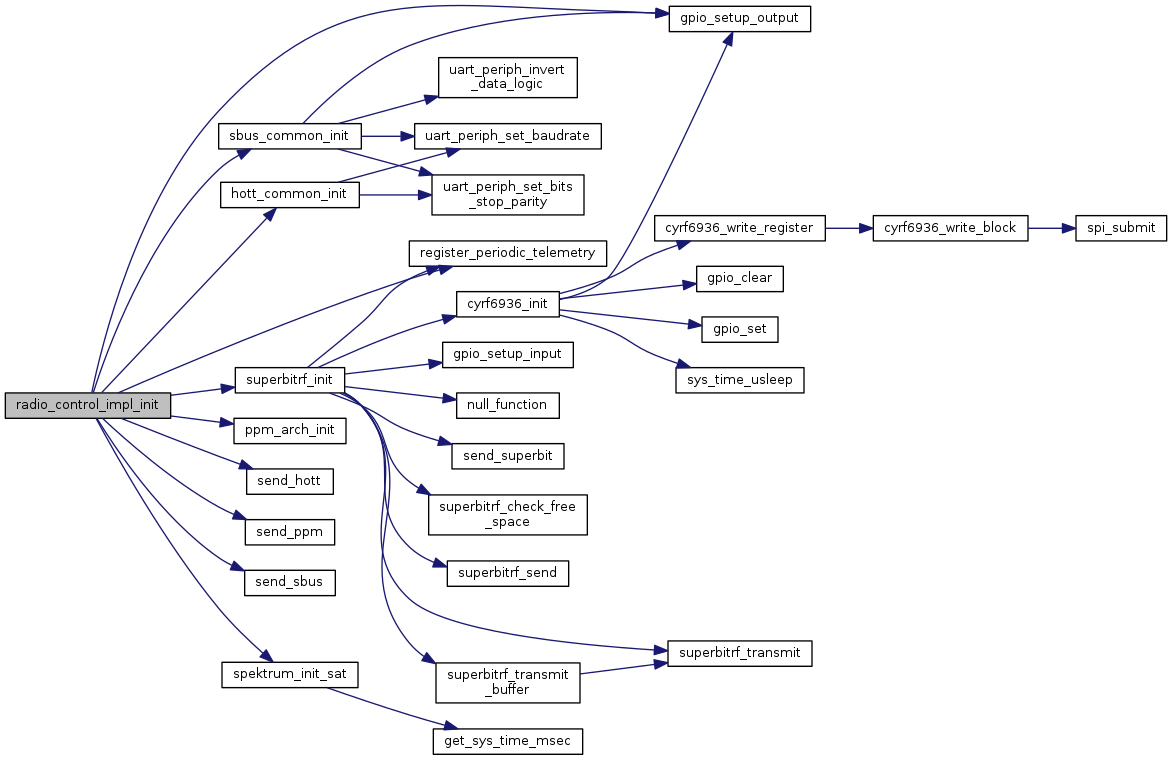 gpio_setup_output
uart_periph_invert
_data_logic
sbus_common_init
uart_periph_set_baudrate
hott_common_init
uart_periph_set_bits
_stop_parity
cyrf6936_write_register
cyrf6936_write_block
spi_submit
register_periodic_telemetry
gpio_clear
cyrf6936_init
gpio_set
gpio_setup_input
superbitrf_init
sys_time_usleep
radio_control_impl_init
null_function
ppm_arch_init
send_superbit
send_hott
superbitrf_check_free
_space
send_ppm
superbitrf_send
send_sbus
superbitrf_transmit
spektrum_init_sat
superbitrf_transmit
_buffer
get_sys_time_msec